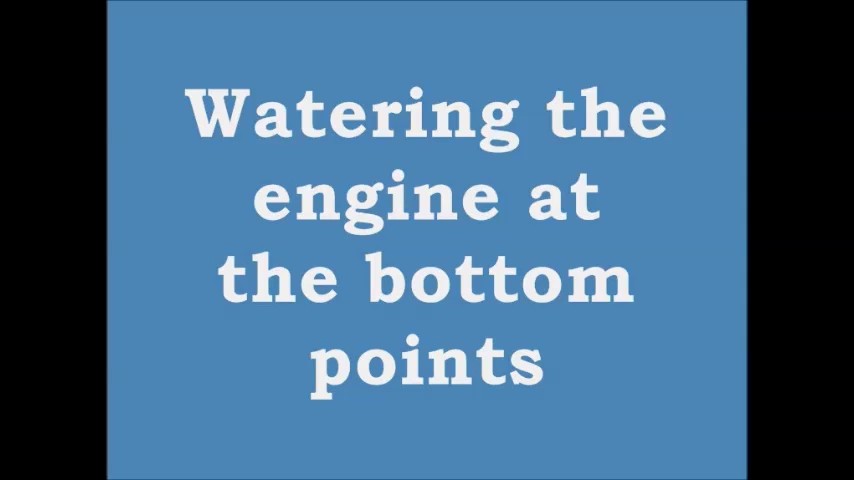 Watering the
engine at
the bottom
points